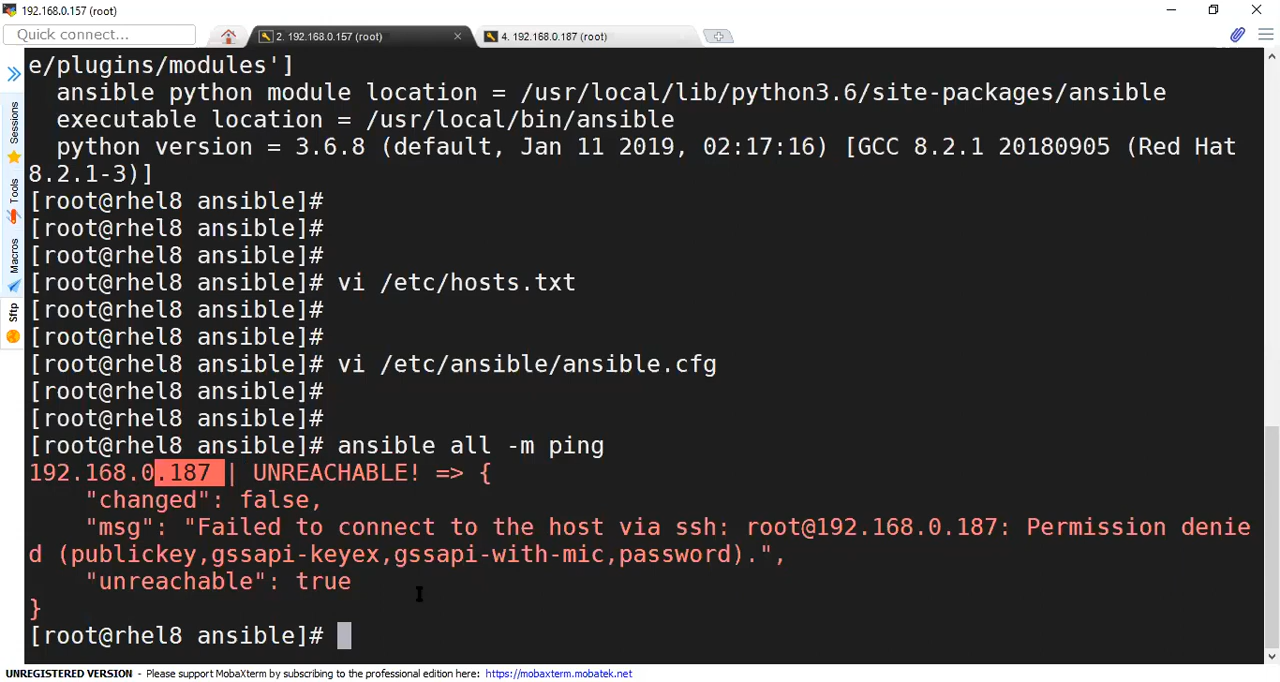 192.168.0.157 (root)
Quick connect...
2. 192.168.0.157 (root)
4. 192.168.0.187 (root)
Sessions
Tools
Macros
Sftp
e/plugins/modules']
  ansible python module location = /usr/local/lib/python3.6/site-packages/ansible
  executable location = /usr/local/bin/ansible
  python version = 3.6.8 (default, Jan 11 2019, 02:17:16) [GCC 8.2.1 20180905 (Red Hat
8.2.1-3)]
[root@rhel8 ansible]#
[root@rhel8 ansible]#
[root@rhel8 ansible]#
[root@rhel8 ansible]# vi /etc/hosts.txt
[root@rhel8 ansible]#
[root@rhel8 ansible]#
[root@rhel8 ansible]# vi /etc/ansible/ansible.cfg
[root@rhel8 ansible]#
[root@rhel8 ansible]#
[root@rhel8 ansible]# ansible all -m ping
192.168.0.187 | UNREACHABLE! => {
    "changed": false,
    "msg": "Failed to connect to the host via ssh: root@192.168.0.187: Permission denie
d (publickey,gssapi-keyex,gssapi-with-mic,password).",
    "unreachable": true
}
[root@rhel8 ansible]#
UNREGISTERED VERSION - Please support MobaXterm by subscribing to the professional edition here: https://mobaxterm.mobatek.net